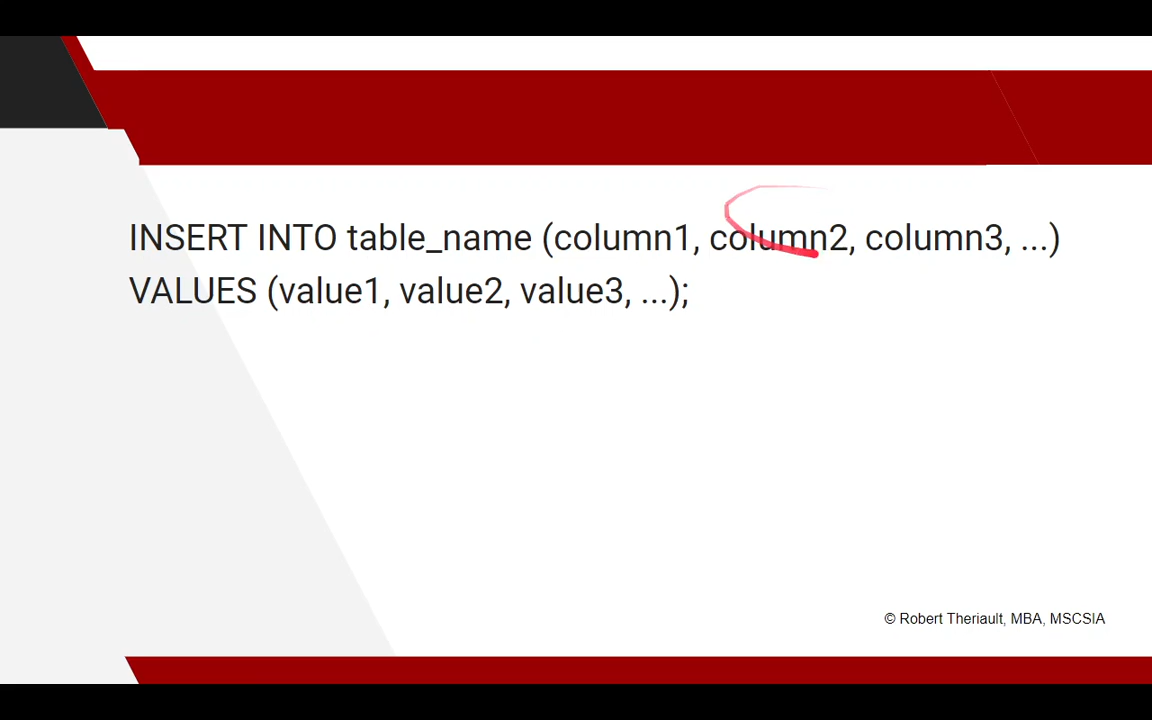 INSERT INTO table_name (column1, column2, column3, ...)
VALUES (value1, value2, value3, ...);
© Robert Theriault, MBA, MSCSIA